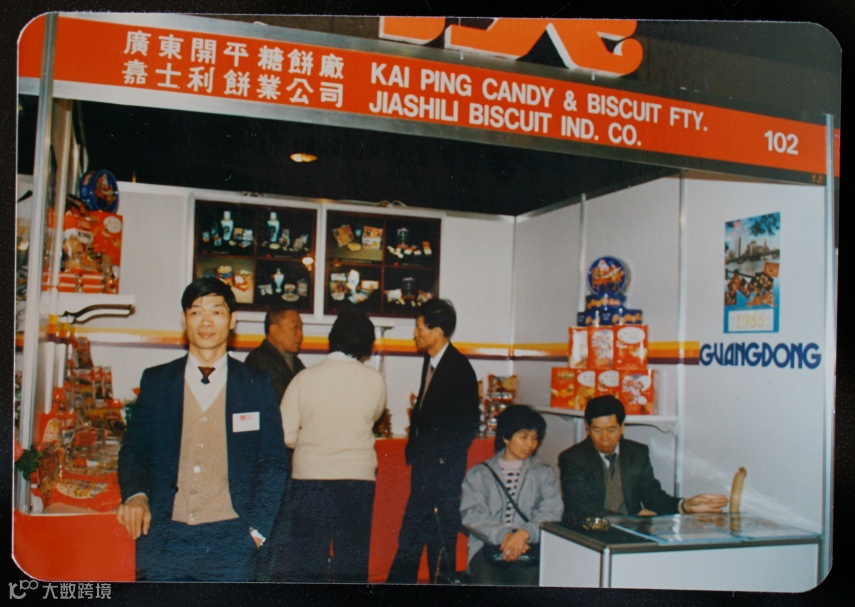 廣東開平糖餅廠
嘉士利餅業公司
KAI PING CANDY & BISCUIT FTY.
JIASHILI BISCUIT IND. CO.
102
1988
GUANGDONG
大数跨境